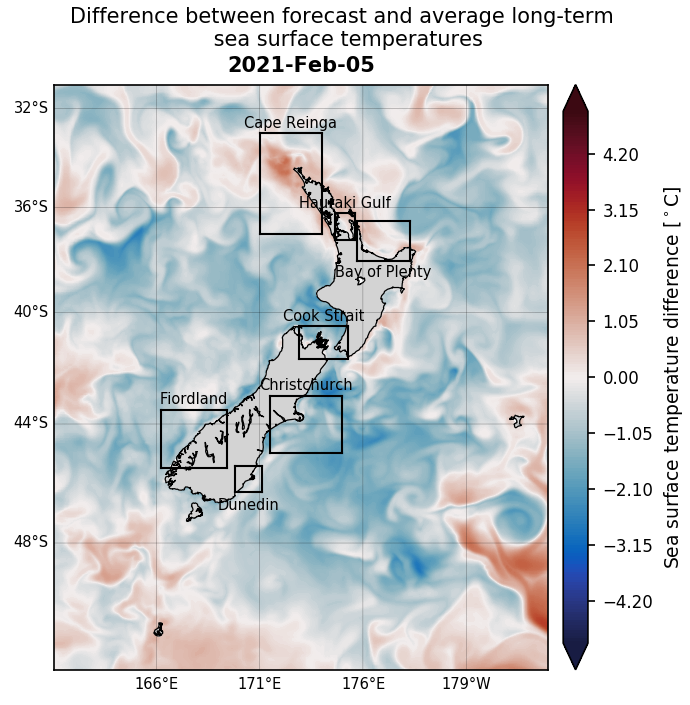 Difference between forecast and average long-term
sea surface temperatures
2021-Feb-05
32°S
36°S
40°S
44°S
48°S
Cape Reinga
Hauraki Gulf
Bay of Plenty
Cook Strait
Christchurch
Fiordland
Dunedin
166°E
171°E
176°E
179°W
4.20
3.15
2.10
1.05
0.00
−1.05
−2.10
−3.15
−4.20
Sea surface temperature difference [°C]